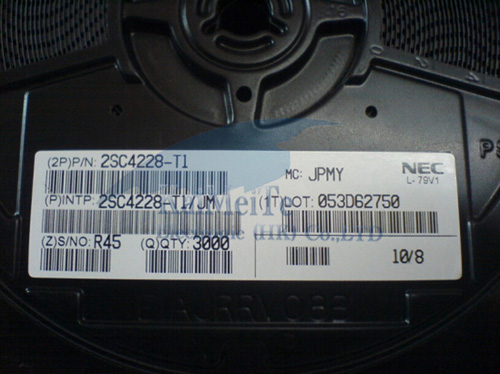 (2P)P/N: 2SC4228-T1
MC: JPMY
NEC
L-79V1
(P)INTP: 2SC4228-T1/JM
(1T)LOT: 053D62750
(Z)S/NO: R45
(Q)QTY: 3000
10/8